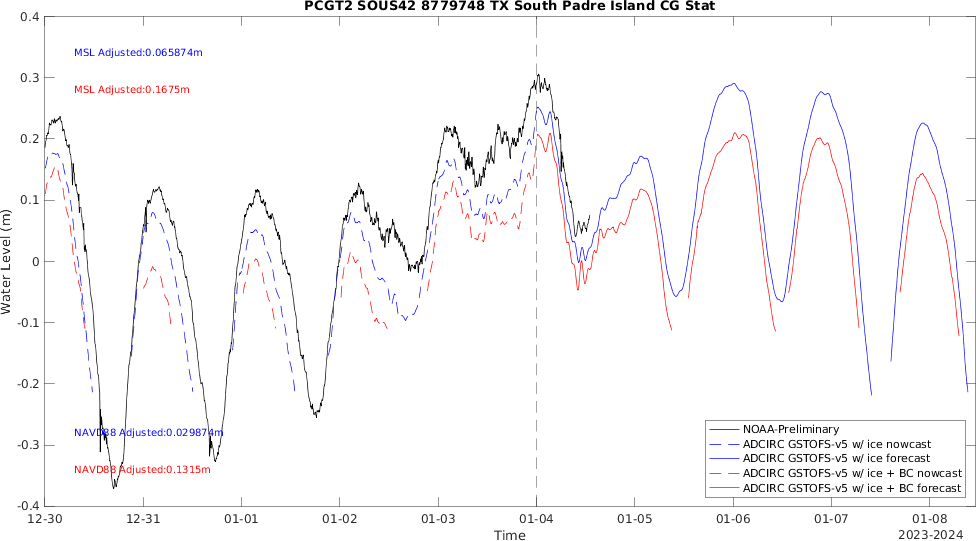 PCGT2 SOUS42 8779748 TX South Padre Island CG Stat
0.4
MSL Adjusted:0.065874m
0.3
MSL Adjusted:0.1675m
0.2
0.1
Water Level (m)
0
-0.1
-0.2
NAVD88 Adjusted:0.029874m
-0.3
NAVD88 Adjusted:0.1315m
-0.4
NOAA-Preliminary
ADCIRC GSTOFS-v5 w/ ice nowcast
ADCIRC GSTOFS-v5 w/ ice forecast
ADCIRC GSTOFS-v5 w/ ice + BC nowcast
ADCIRC GSTOFS-v5 w/ ice + BC forecast
12-30 12-31 01-01 01-02 01-03 01-04 01-05 01-06 01-07 01-08
Time
2023-2024